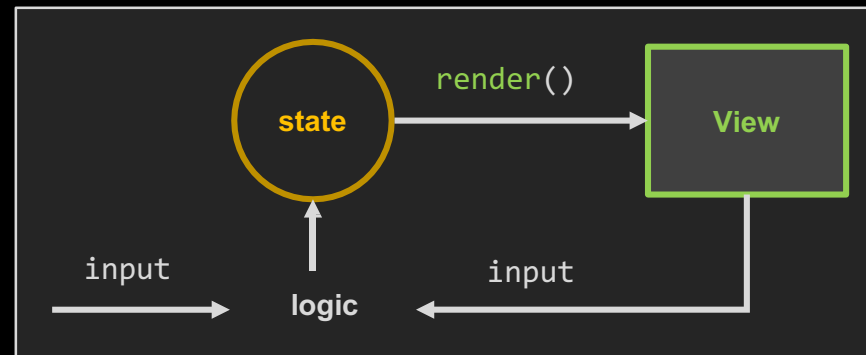 render()
state
View
input
input
logic